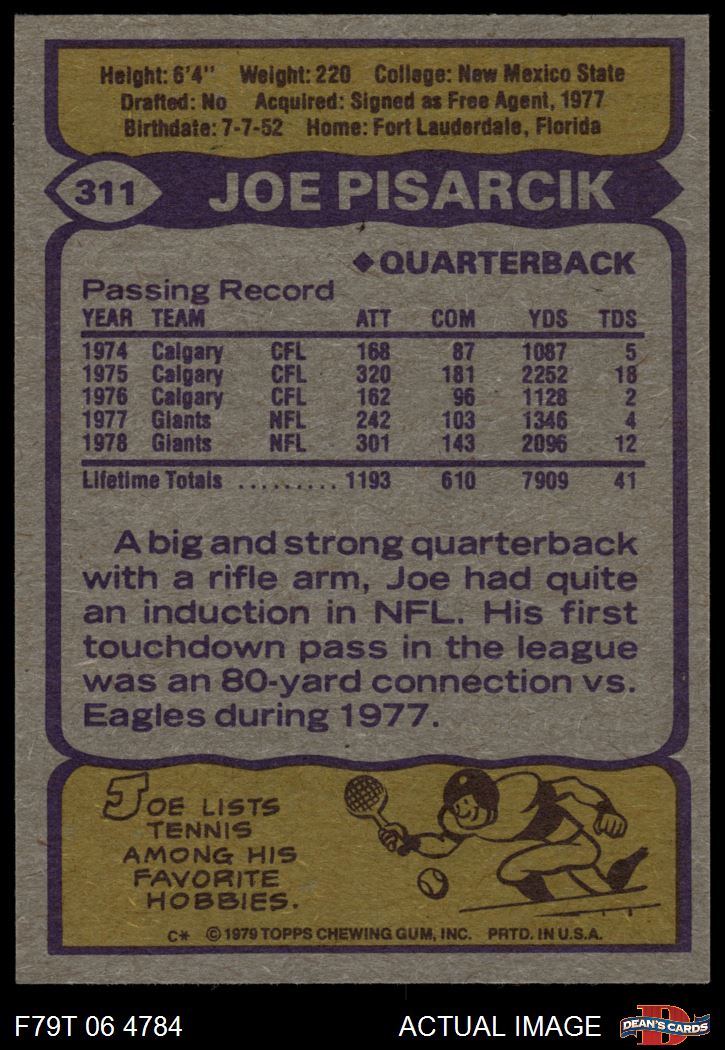 Height: 6'4" Weight: 220 College: New Mexico State
Drafted: No Acquired: Signed as Free Agent, 1977
Birthdate: 7-7-52 Home: Fort Lauderdale, Florida
311 JOE PISARCIK
◆ QUARTERBACK
Passing Record
YEAR TEAM ATT COM YDS TDS
1974 Calgary CFL 168 87 1087 5
1975 Calgary CFL 320 181 2252 18
1976 Calgary CFL 162 96 1128 2
1977 Giants NFL 242 103 1346 4
1978 Giants NFL 301 143 2096 12
Lifetime Totals ......... 1193 610 7909 41
A big and strong quarterback
with a rifle arm, Joe had quite
an induction in NFL. His first
touchdown pass in the league
was an 80-yard connection vs.
Eagles during 1977.
JOE LISTS
TENNIS
AMONG HIS
FAVORITE
HOBBIES.
C* © 1979 TOPPS CHEWING GUM, INC. PRTD. IN U.S.A.
F79T 06 4784 ACTUAL IMAGE D DEAN'S CARDS